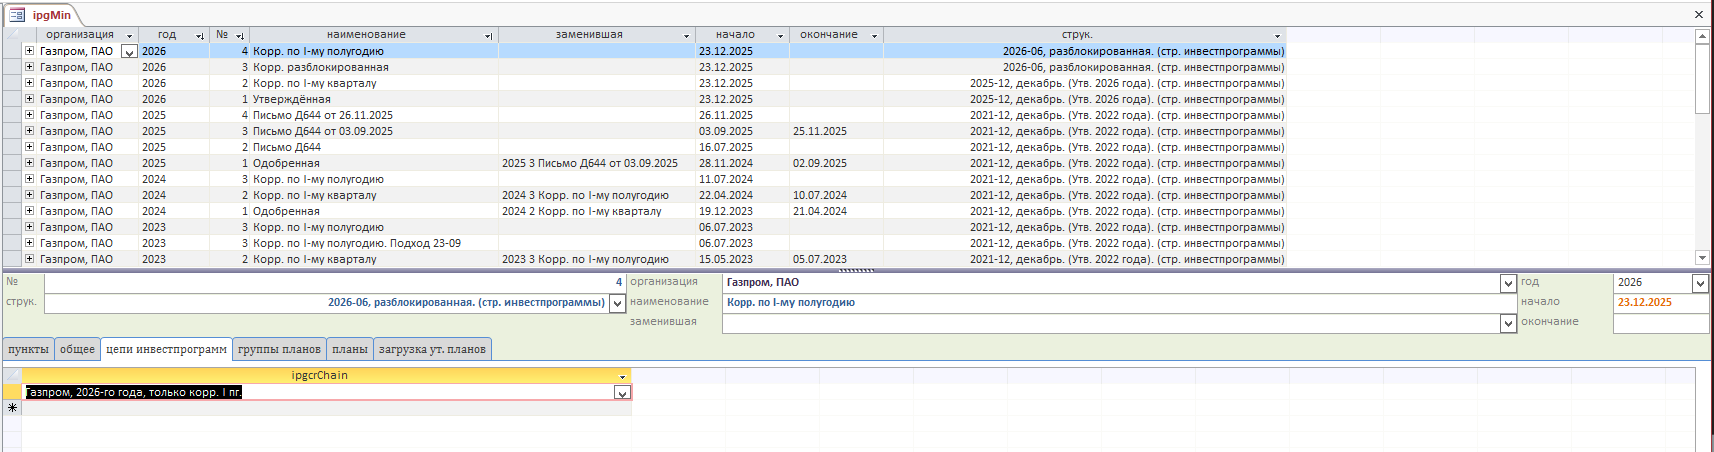 ipgMin
организация год № наименование заменившая начало окончание струк.
Газпром, ПАО 2026 4 Корр. по I-му полугодию 23.12.2025 2026-06, разблокированная. (стр. инвестпрограммы)
Газпром, ПАО 2026 3 Корр. разблокированная 23.12.2025 2026-06, разблокированная. (стр. инвестпрограммы)
Газпром, ПАО 2026 2 Корр. по I-му кварталу 23.12.2025 2025-12, декабрь. (Утв. 2026 года). (стр. инвестпрограммы)
Газпром, ПАО 2026 1 Утверждённая 23.12.2025 2025-12, декабрь. (Утв. 2026 года). (стр. инвестпрограммы)
Газпром, ПАО 2025 4 Письмо Д644 от 26.11.2025 26.11.2025 2021-12, декабрь. (Утв. 2022 года). (стр. инвестпрограммы)
Газпром, ПАО 2025 3 Письмо Д644 от 03.09.2025 03.09.2025 25.11.2025 2021-12, декабрь. (Утв. 2022 года). (стр. инвестпрограммы)
Газпром, ПАО 2025 2 Письмо Д644 16.07.2025 2021-12, декабрь. (Утв. 2022 года). (стр. инвестпрограммы)
Газпром, ПАО 2025 1 Одобренная 2025 3 Письмо Д644 от 03.09.2025 28.11.2024 02.09.2025 2021-12, декабрь. (Утв. 2022 года). (стр. инвестпрограммы)
Газпром, ПАО 2024 3 Корр. по I-му полугодию 11.07.2024 2021-12, декабрь. (Утв. 2022 года). (стр. инвестпрограммы)
Газпром, ПАО 2024 2 Корр. по I-му кварталу 2024 3 Корр. по I-му полугодию 22.04.2024 10.07.2024 2021-12, декабрь. (Утв. 2022 года). (стр. инвестпрограммы)
Газпром, ПАО 2024 1 Одобренная 2024 2 Корр. по I-му кварталу 19.12.2023 21.04.2024 2021-12, декабрь. (Утв. 2022 года). (стр. инвестпрограммы)
Газпром, ПАО 2023 3 Корр. по I-му полугодию 06.07.2023 2021-12, декабрь. (Утв. 2022 года). (стр. инвестпрограммы)
Газпром, ПАО 2023 3 Корр. по I-му полугодию. Подход 23-09 06.07.2023 2021-12, декабрь. (Утв. 2022 года). (стр. инвестпрограммы)
Газпром, ПАО 2023 2 Корр. по I-му кварталу 2023 3 Корр. по I-му полугодию 15.05.2023 05.07.2023 2021-12, декабрь. (Утв. 2022 года). (стр. инвестпрограммы)
№ 4 организация Газпром, ПАО год 2026
струк. 2026-06, разблокированная. (стр. инвестпрограммы) наименование Корр. по I-му полугодию начало 23.12.2025
заменившая окончание
пункты общее цепи инвестпрограмм группы планов планы загрузка ут. планов
ipgcrChain
Газпром, 2026-го года, только корр. I пг.